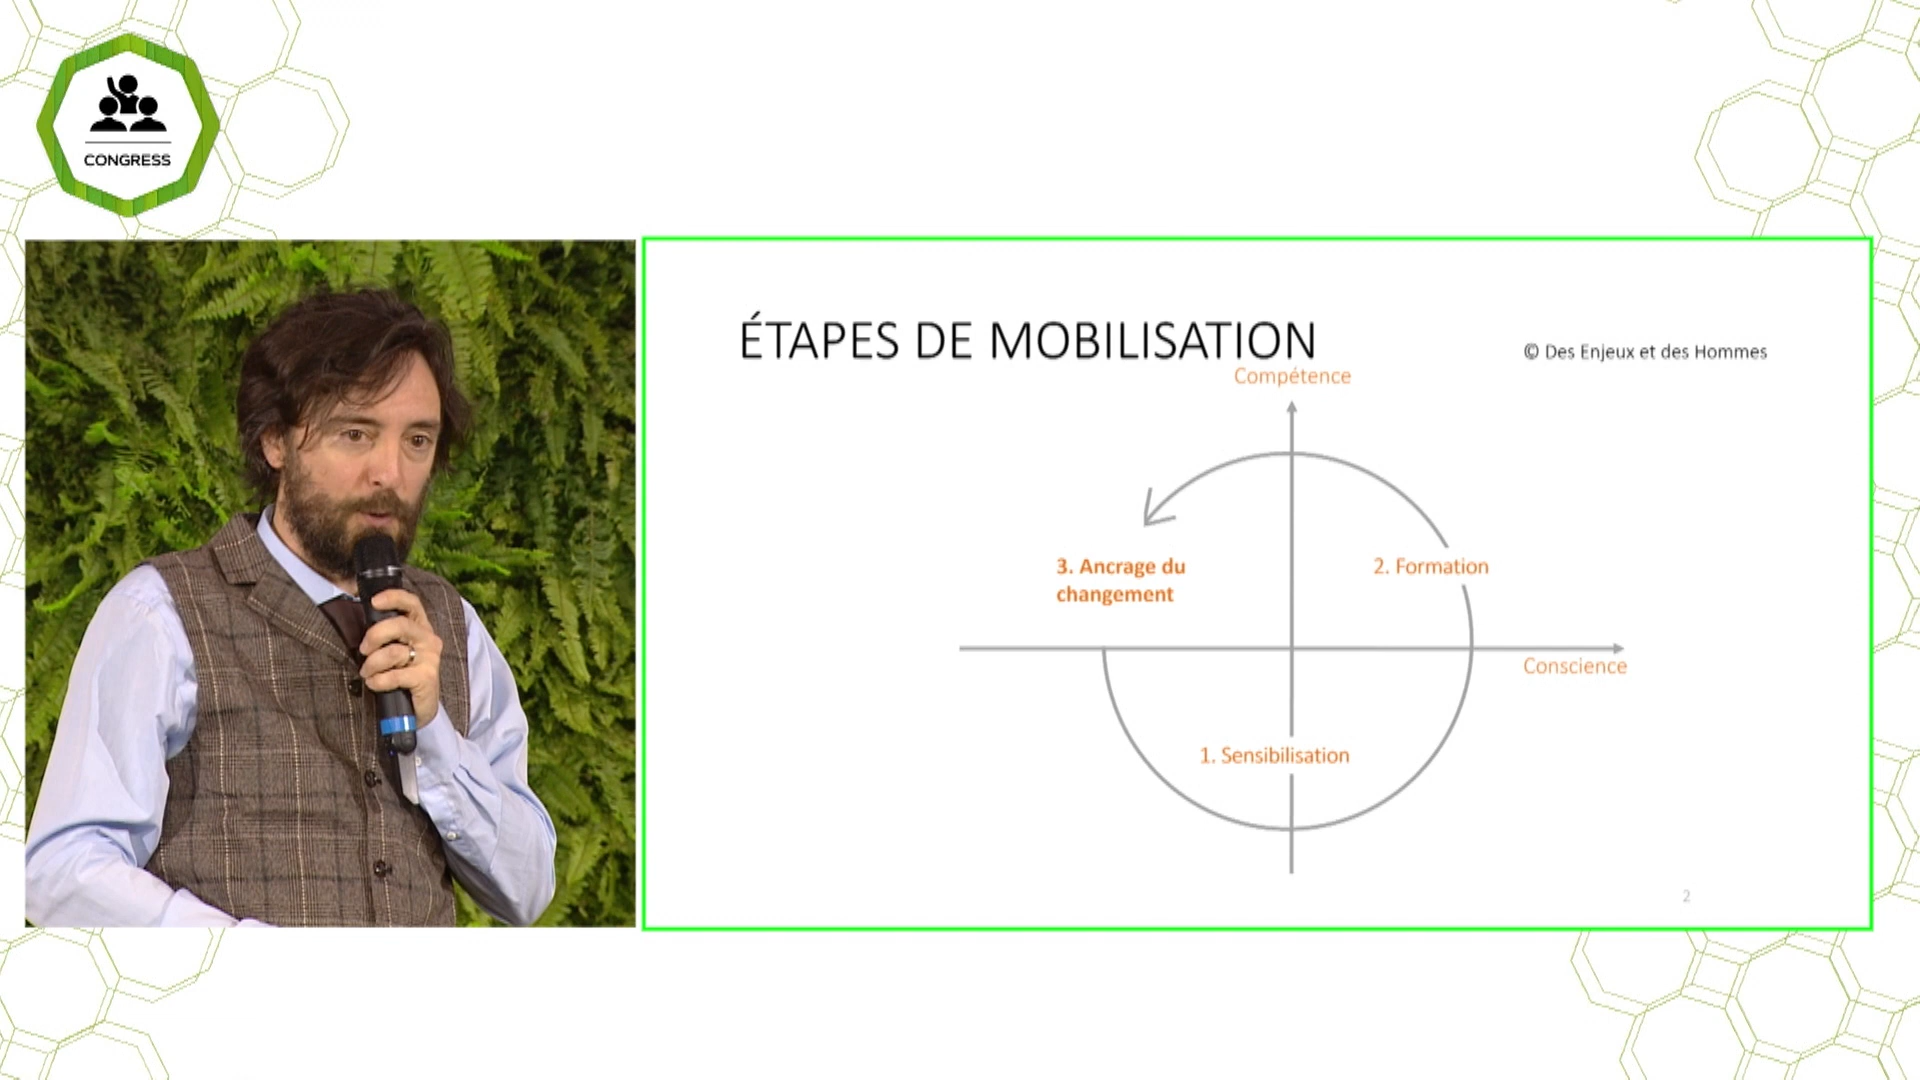 CONGRESS
ÉTAPES DE MOBILISATION
© Des Enjeux et des Hommes
Compétence
3. Ancrage du
changement
2. Formation
Conscience
1. Sensibilisation
2